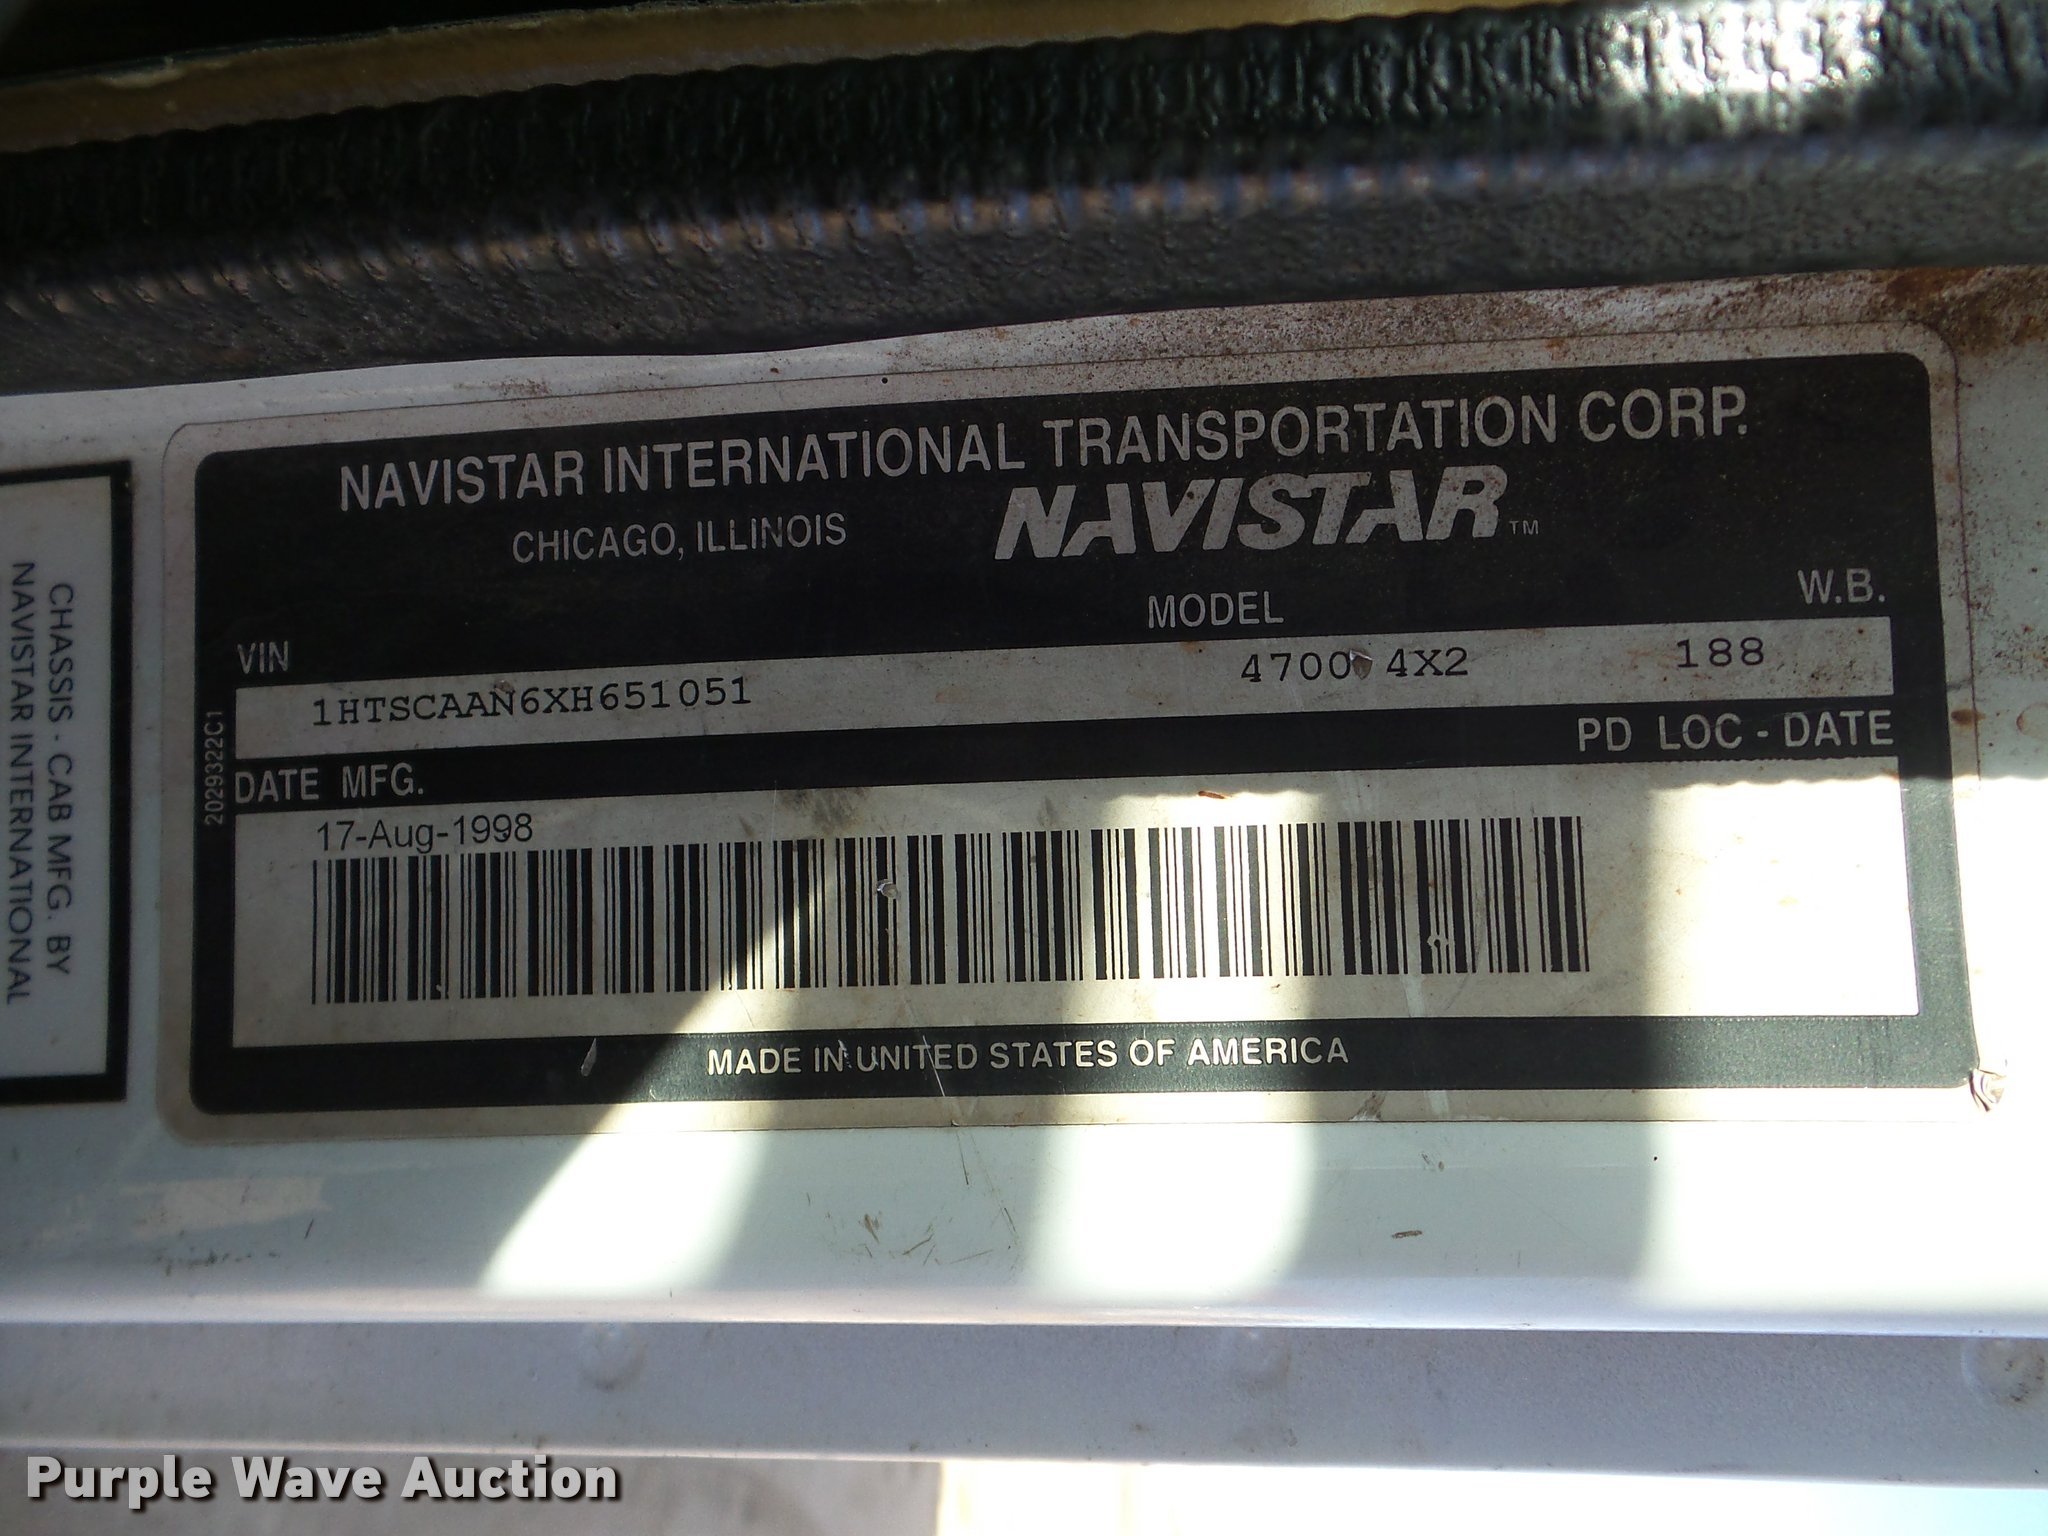 NAVISTAR INTERNATIONAL TRANSPORTATION CORP.
CHICAGO, ILLINOIS
NAVISTAR™
VIN
MODEL
W.B.
1HTSCAAN6XH651051
4700 4X2
188
DATE MFG.
PD LOC - DATE
17-Aug-1998
MADE IN UNITED STATES OF AMERICA
2029322C1
CHASSIS - CAB MFG. BY
NAVISTAR INTERNATIONAL
Purple Wave Auction